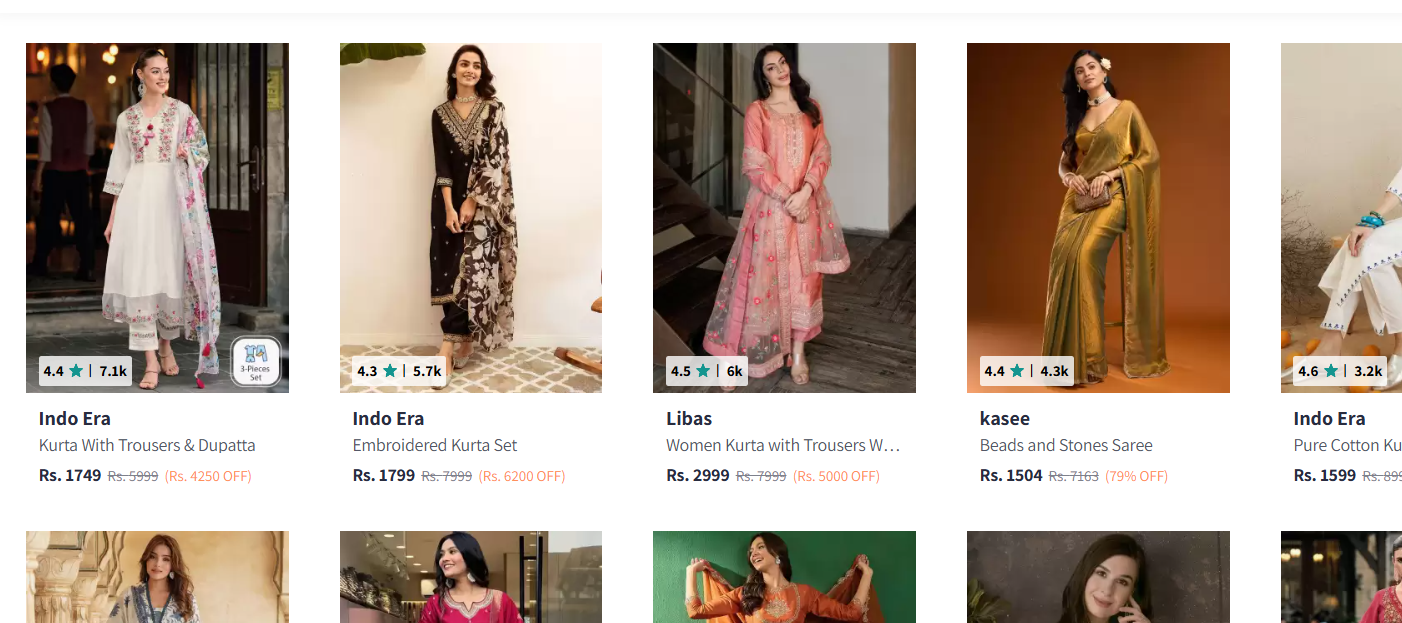 3-Pieces
Set
4.4 ★ | 7.1k
Indo Era
Kurta With Trousers & Dupatta
Rs. 1749 Rs. 5999 (Rs. 4250 OFF)
4.3 ★ | 5.7k
Indo Era
Embroidered Kurta Set
Rs. 1799 Rs. 7999 (Rs. 6200 OFF)
4.5 ★ | 6k
Libas
Women Kurta with Trousers W...
Rs. 2999 Rs. 7999 (Rs. 5000 OFF)
4.4 ★ | 4.3k
kasee
Beads and Stones Saree
Rs. 1504 Rs. 7163 (79% OFF)
4.6 ★ | 3.2k
Indo Era
Pure Cotton Ku
Rs. 1599 Rs. 899